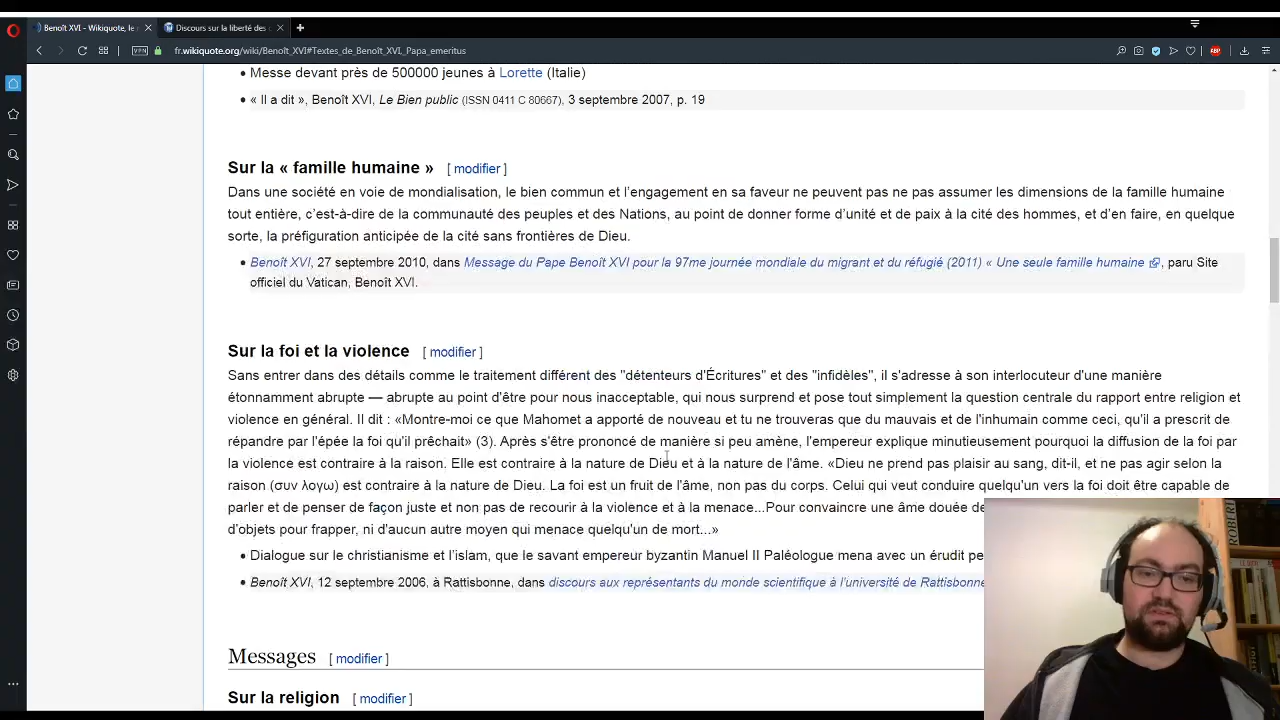 Benoît XVI – Wikiquote, le
Discours sur la liberté des
VPN
fr.wikiquote.org/wiki/Benoît_XVI#Textes_de_Benoît_XVI_Papa_emeritus
ABP
• Messe devant près de 500000 jeunes à Lorette (Italie)
• « Il a dit », Benoît XVI, Le Bien public (ISSN 0411 C 80667), 3 septembre 2007, p. 19
Sur la « famille humaine » [ modifier ]
Dans une société en voie de mondialisation, le bien commun et l'engagement en sa faveur ne peuvent pas ne pas assumer les dimensions de la famille humaine
tout entière, c'est-à-dire de la communauté des peuples et des Nations, au point de donner forme d'unité et de paix à la cité des hommes, et d'en faire, en quelque
sorte, la préfiguration anticipée de la cité sans frontières de Dieu.
• Benoît XVI, 27 septembre 2010, dans Message du Pape Benoît XVI pour la 97me journée mondiale du migrant et du réfugié (2011) « Une seule famille humaine, paru Site
officiel du Vatican, Benoît XVI.
Sur la foi et la violence [ modifier ]
Sans entrer dans des détails comme le traitement différent des "détenteurs d'Écritures" et des "infidèles", il s'adresse à son interlocuteur d'une manière
étonnamment abrupte — abrupte au point d'être pour nous inacceptable, qui nous surprend et pose tout simplement la question centrale du rapport entre religion et
violence en général. Il dit : «Montre-moi ce que Mahomet a apporté de nouveau et tu ne trouveras que du mauvais et de l'inhumain comme ceci, qu'il a prescrit de
répandre par l'épée la foi qu'il prêchait» (3). Après s'être prononcé de manière si peu amène, l'empereur explique minutieusement pourquoi la diffusion de la foi par
la violence est contraire à la raison. Elle est contraire à la nature de Dieu et à la nature de l'âme. «Dieu ne prend pas plaisir au sang, dit-il, et ne pas agir selon la
raison (συν λογω) est contraire à la nature de Dieu. La foi est un fruit de l'âme, non pas du corps. Celui qui veut conduire quelqu'un vers la foi doit être capable de
parler et de penser de façon juste et non pas de recourir à la violence et à la menace...Pour convaincre une âme douée de
d'objets pour frapper, ni d'aucun autre moyen qui menace quelqu'un de mort...»
• Dialogue sur le christianisme et l'islam, que le savant empereur byzantin Manuel II Paléologue mena avec un érudit
• Benoît XVI, 12 septembre 2006, à Rattisbonne, dans discours aux représentants du monde scientifique à l'université de Rattisbonne
Messages [ modifier ]
Sur la religion [ modifier ]